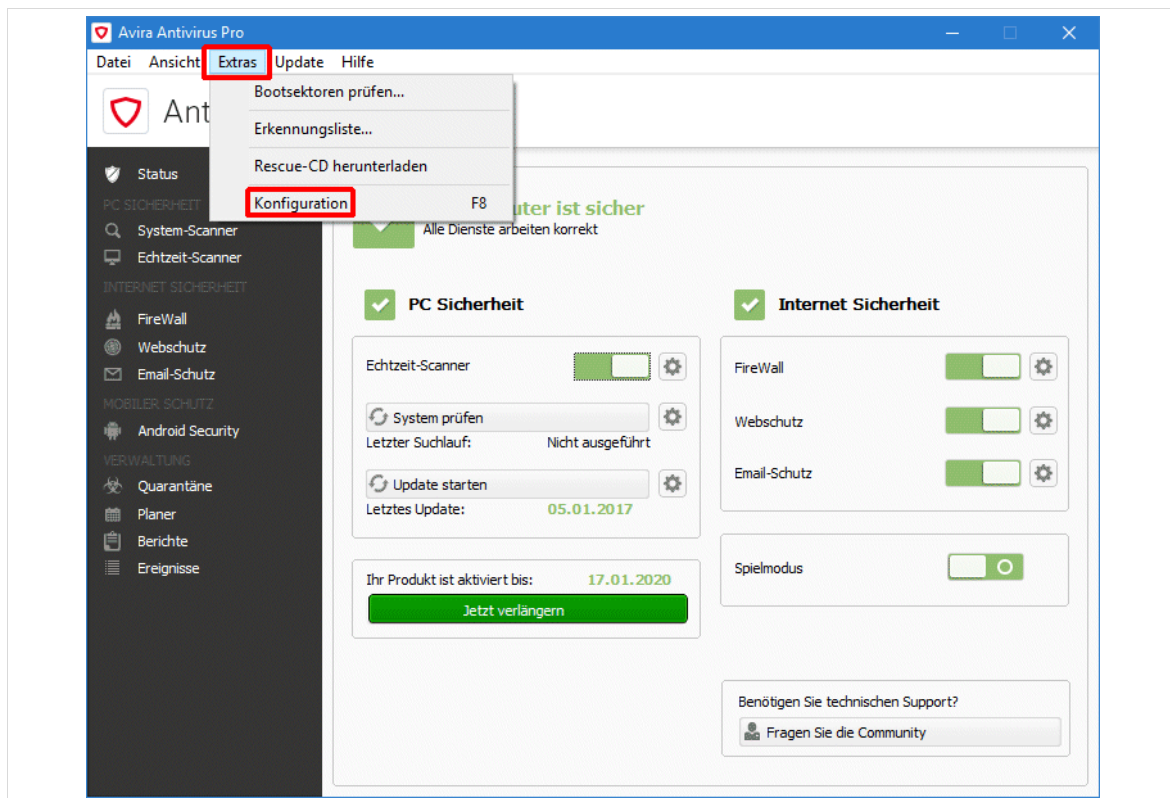 Avira Antivirus Pro
Datei Ansicht Extras Update Hilfe
Bootsektoren prüfen...
Erkennungsliste...
Rescue-CD herunterladen
Konfiguration F8
Ant
Status
PC SICHERHEIT
System-Scanner
Echtzeit-Scanner
INTERNET SICHERHEIT
FireWall
Webschutz
Email-Schutz
MOBILER SCHUTZ
Android Security
VERWALTUNG
Quarantäne
Planer
Berichte
Ereignisse
uter ist sicher
Alle Dienste arbeiten korrekt
PC Sicherheit
Echtzeit-Scanner
System prüfen
Letzter Suchlauf: Nicht ausgeführt
Update starten
Letztes Update: 05.01.2017
Ihr Produkt ist aktiviert bis: 17.01.2020
Jetzt verlängern
Internet Sicherheit
FireWall
Webschutz
Email-Schutz
Spielmodus
Benötigen Sie technischen Support?
Fragen Sie die Community